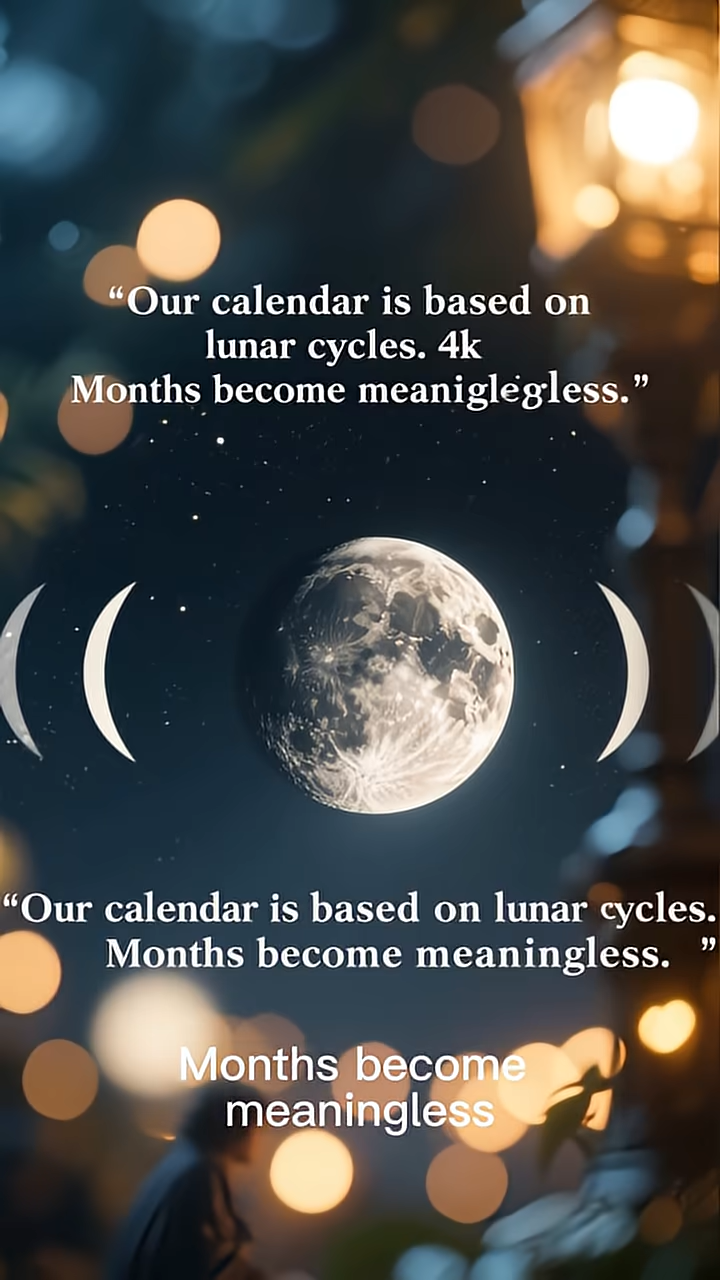 “Our calendar is based on
lunar cycles. 4k
Months become
“Our calendar is based on lunar cycles.
Months become meaningless. ”
Months become
meaningless